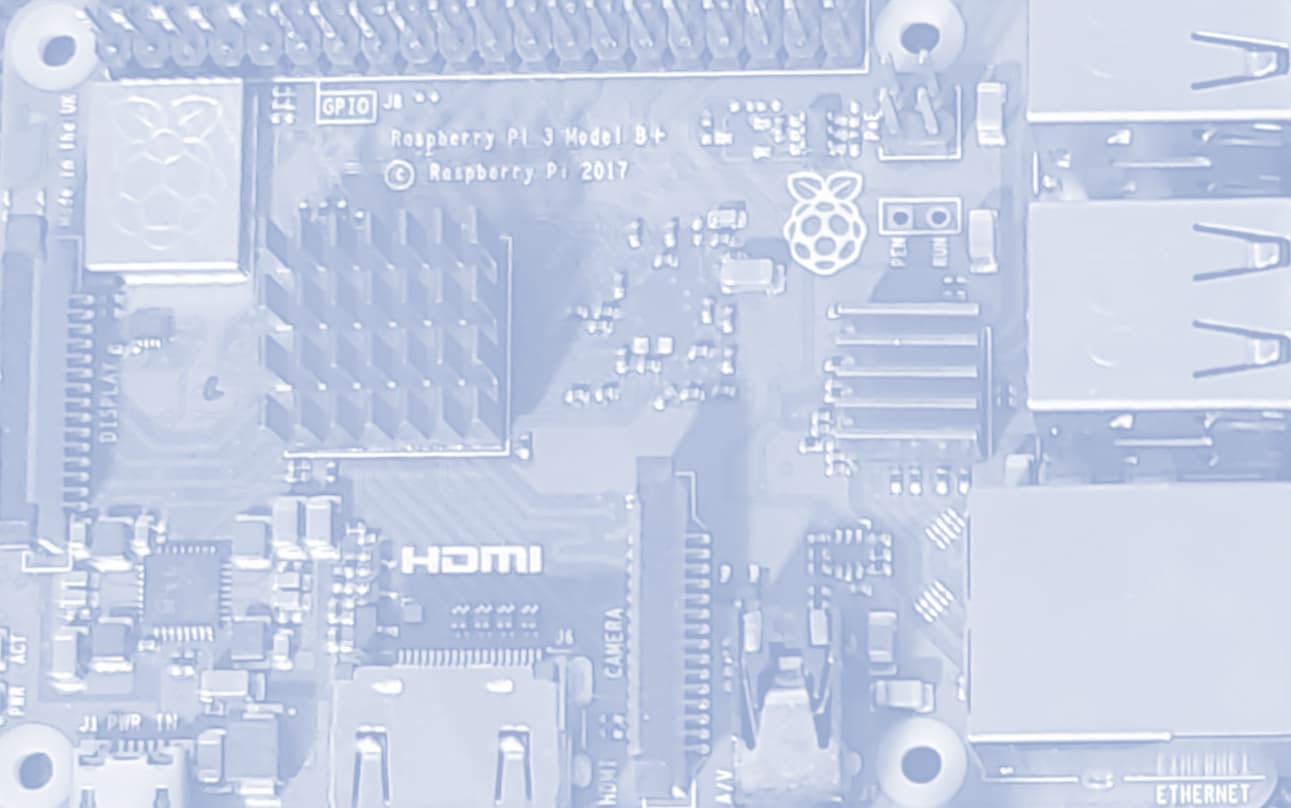 Made in the UK
GPIO J8
Raspberry Pi 3 Model B+
© Raspberry Pi 2017
PoE
PEN RUN
DISPLAY
HDMI
CAMERA
J6
PWR ACT
J1 PWR IN
HDMI
A/V
ETHERNET